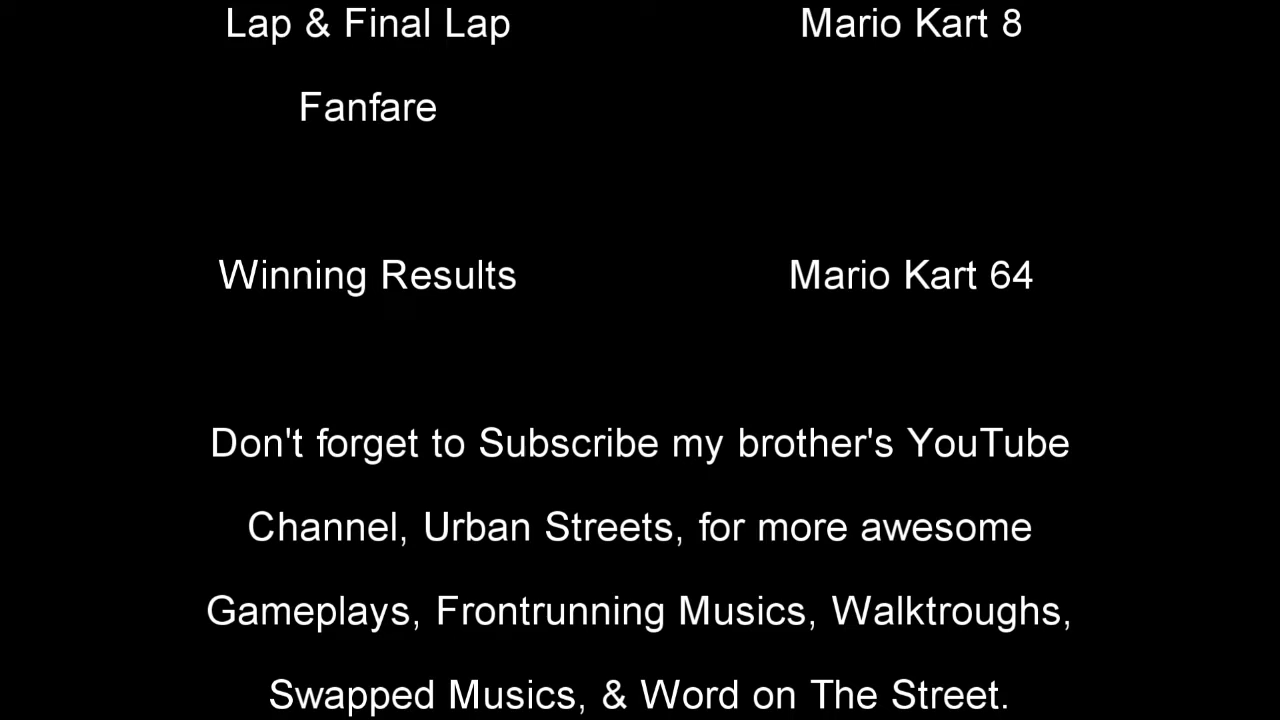 Lap & Final Lap Mario Kart 8
Fanfare
Winning Results Mario Kart 64
Don't forget to Subscribe my brother's YouTube
Channel, Urban Streets, for more awesome
Gameplays, Frontrunning Musics, Walktroughs,
Swapped Musics, & Word on The Street.